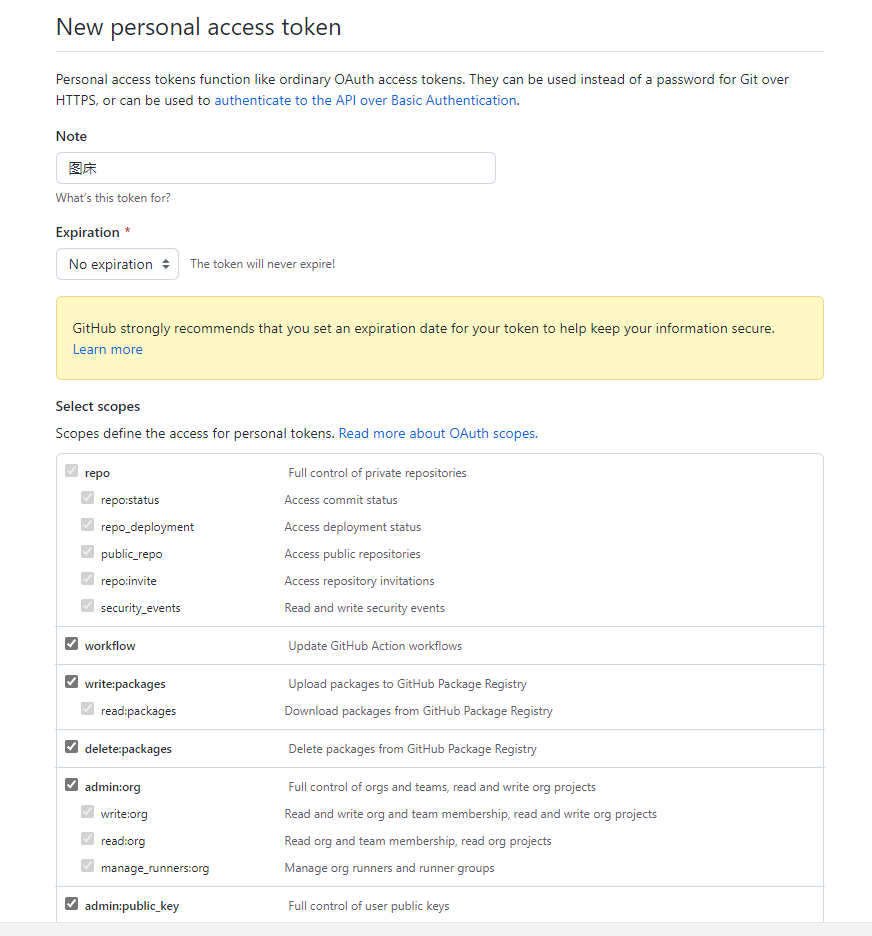 New personal access token
Personal access tokens function like ordinary OAuth access tokens. They can be used instead of a password for Git over
HTTPS, or can be used to authenticate to the API over Basic Authentication.
Note
图床
What's this token for?
Expiration *
No expiration The token will never expire!
GitHub strongly recommends that you set an expiration date for your token to help keep your information secure.
Learn more
Select scopes
Scopes define the access for personal tokens. Read more about OAuth scopes.
repo Full control of private repositories
repo:status Access commit status
repo_deployment Access deployment status
public_repo Access public repositories
repo:invite Access repository invitations
security_events Read and write security events
workflow Update GitHub Action workflows
write:packages Upload packages to GitHub Package Registry
read:packages Download packages from GitHub Package Registry
delete:packages Delete packages from GitHub Package Registry
admin:org Full control of orgs and teams, read and write org projects
write:org Read and write org and team membership, read and write org projects
read:org Read org and team membership, read org projects
manage_runners:org Manage org runners and runner groups
admin:public_key Full control of user public keys